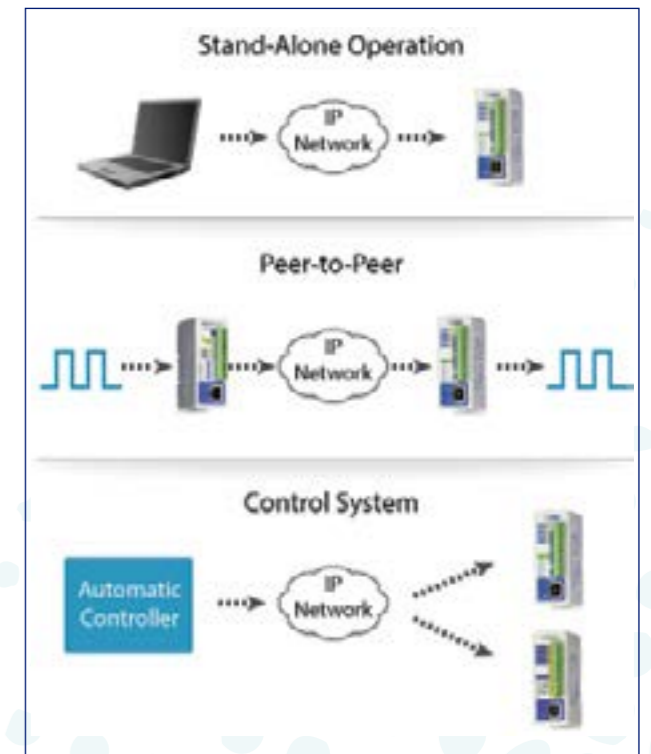 Stand-Alone Operation
IP
Network
Peer-to-Peer
IP
Network
Control System
Automatic
Controller
IP
Network